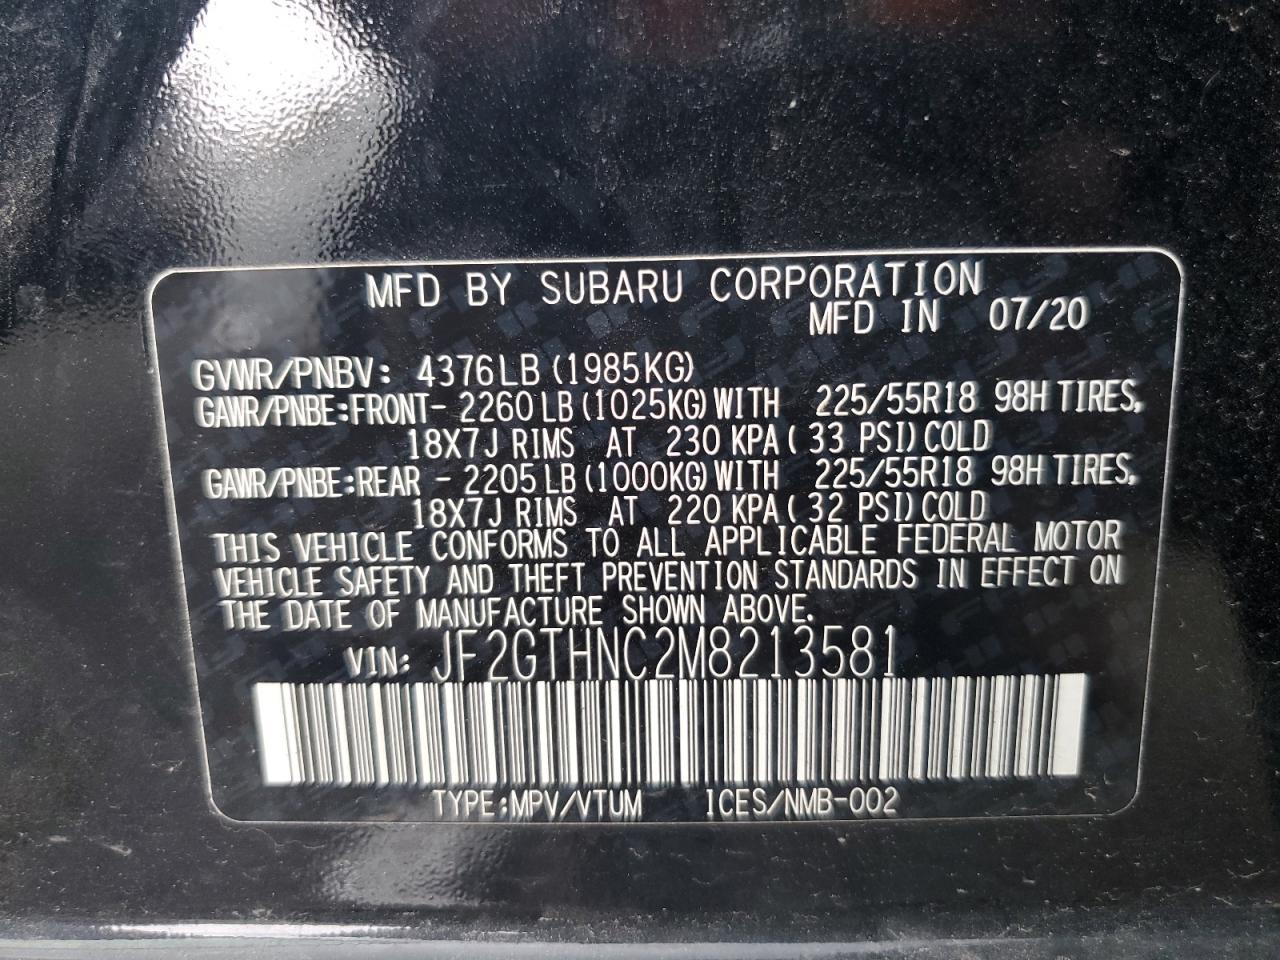 MFD BY SUBARU CORPORATION
MFD IN 07/20
GVWR/PNBV: 4376LB (1985KG)
GAWR/PNBE:FRONT- 2260LB (1025KG) WITH 225/55R18 98H TIRES,
18X7J RIMS AT 230 KPA ( 33 PSI) COLD
GAWR/PNBE:REAR - 2205LB (1000KG) WITH 225/55R18 98H TIRES,
18X7J RIMS AT 220 KPA ( 32 PSI) COLD
THIS VEHICLE CONFORMS TO ALL APPLICABLE FEDERAL MOTOR
VEHICLE SAFETY AND THEFT PREVENTION STANDARDS IN EFFECT ON
THE DATE OF MANUFACTURE SHOWN ABOVE.
VIN: JF2GTHNC2M8213581
TYPE:MPV/VTUM ICES/NMB-002